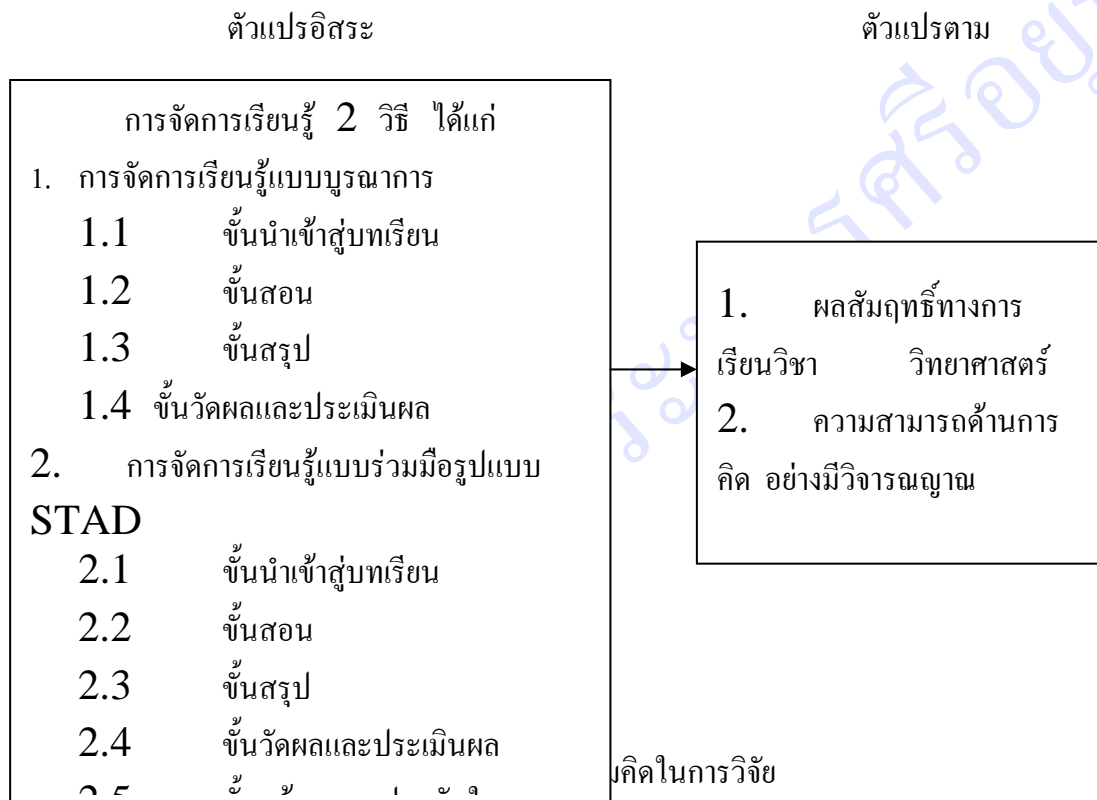 ตัวแปรอิสระ
ตัวแปรตาม
การจัดการเรียนรู้ 2 วิธี ได้แก่
1. การจัดการเรียนรู้แบบบูรณาการ
1.1 ขั้นนำเข้าสู่บทเรียน
1.2 ขั้นสอน
1.3 ขั้นสรุป
1.4 ขั้นวัดผลและประเมินผล
2. การจัดการเรียนรู้แบบร่วมมือรูปแบบ
STAD
2.1 ขั้นนำเข้าสู่บทเรียน
2.2 ขั้นสอน
2.3 ขั้นสรุป
2.4 ขั้นวัดผลและประเมินผล
1. ผลสัมฤทธิ์ทางการ
เรียนวิชา วิทยาศาสตร์
2. ความสามารถด้านการ
คิด อย่างมีวิจารณญาณ
มคิดในการวิจัย